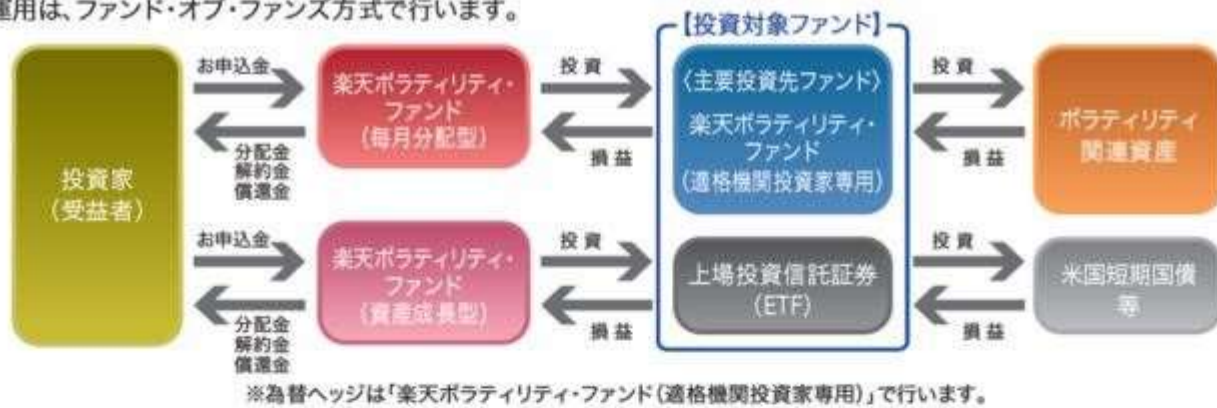 運用は、ファンド・オブ・ファンズ方式で行います。
【投資対象ファンド】
投資家
(受益者)
お申込金
分配金
解約金
償還金
楽天ボラティリティ・
ファンド
(毎月分配型)
投資
損益
〈主要投資先ファンド〉
楽天ボラティリティ・
ファンド
(適格機関投資家専用)
投資
損益
ボラティリティ
関連資産
お申込金
分配金
解約金
償還金
楽天ボラティリティ・
ファンド
(資産成長型)
投資
損益
上場投資信託証券
(ETF)
投資
損益
米国短期国債
等
※為替ヘッジは「楽天ボラティリティ・ファンド(適格機関投資家専用)」で行います。